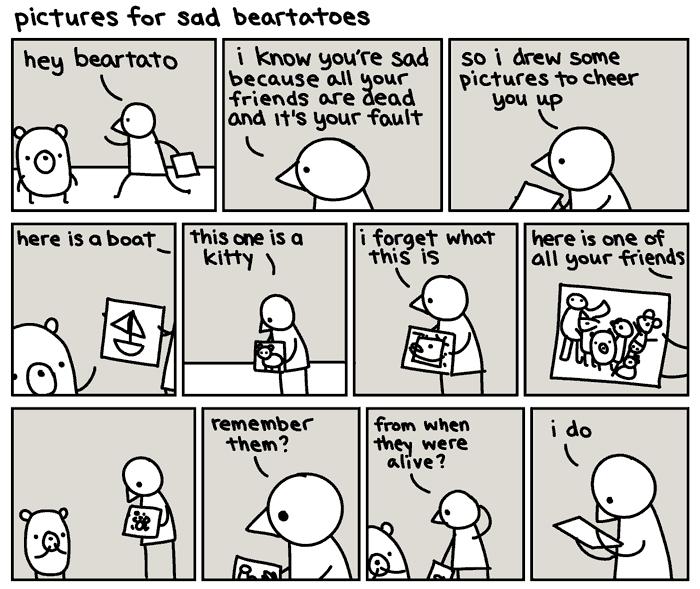 pictures for sad beartatoes
hey beartato
i know you're sad
because all your
friends are dead
and it's your fault
so i drew some
pictures to cheer
you up
here is a boat
this one is a
kitty
i forget what
this is
here is one of
all your friends
remember
them?
from when
they were
alive?
i do